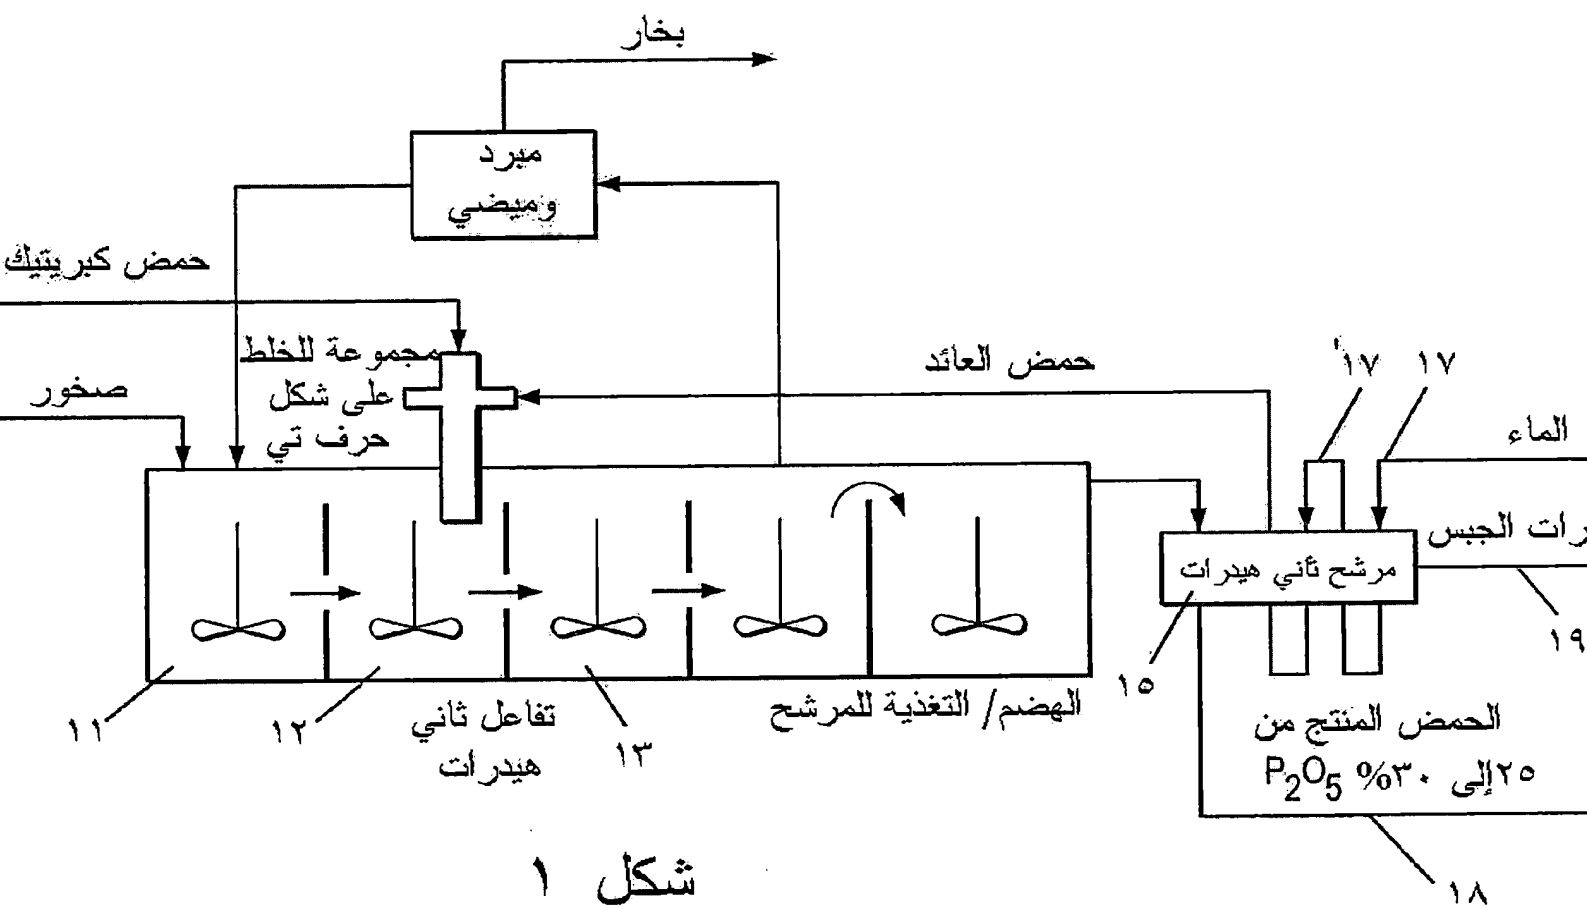 بخار
مبرد
وميضي
حمض كبريتيك
مجموعة للخلط
على شكل
حرف تي
صخور
حمض العائد
١٧
١٧
الماء
رات الجبس
مرشح ثاني هيدرات
١٩
١٥
١١
١٢
تفاعل ثاني
هيدرات
١٣
الهضم/ التغذية للمرشح
الحمض المنتج من
٢٥إلى ٣٠% P₂O₅
١٨
شكل ١